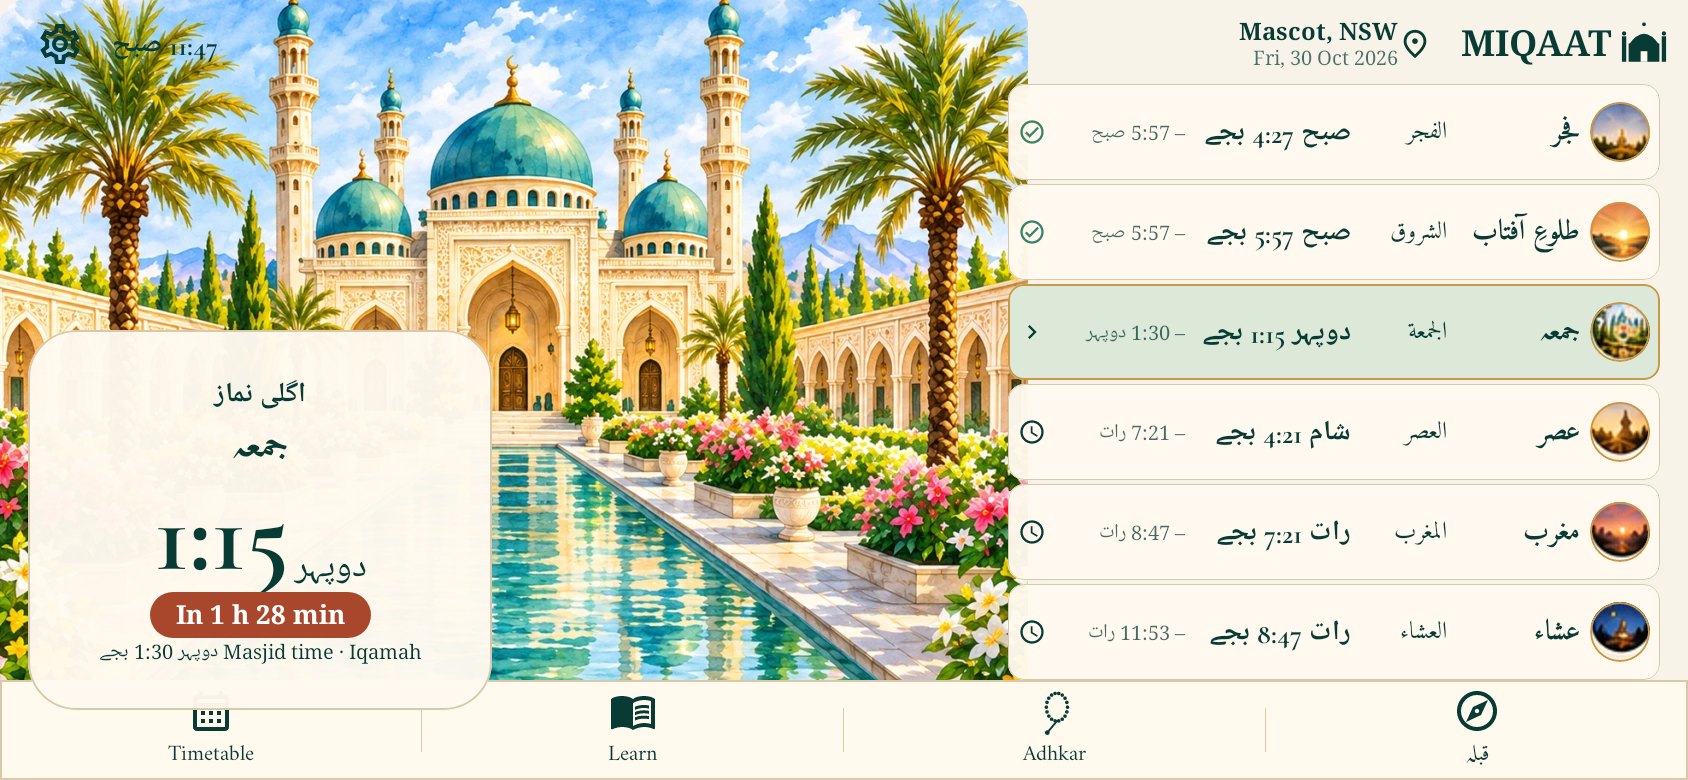 MIQAAT
Mascot, NSW
Fri, 30 Oct 2026
11:47 صبح
فجر الفجر صبح 4:27 بجے – 5:57 صبح
طلوعِ آفتاب الشروق صبح 5:57 بجے – 5:57 صبح
جمعہ الجمعة دوپہر 1:15 بجے – 1:30 دوپہر
عصر العصر شام 4:21 بجے – 7:21 رات
مغرب المغرب رات 7:21 بجے – 8:47 رات
عشاء العشاء رات 8:47 بجے – 11:53 رات
اگلی نماز
جمعہ
1:15 دوپہر
In 1 h 28 min
Masjid time · Iqamah دوپہر 1:30 بجے
قبلہ
Adhkar
Learn
Timetable